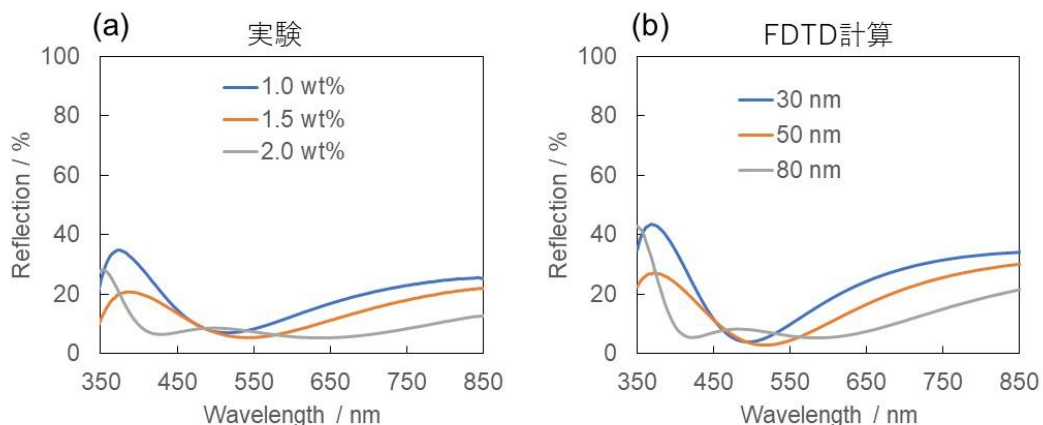 (a)
実験
100
80
60
40
20
0
Reflection / %
1.0 wt%
1.5 wt%
2.0 wt%
350 450 550 650 750 850
Wavelength / nm
(b)
FDTD計算
100
80
60
40
20
0
Reflection / %
30 nm
50 nm
80 nm
350 450 550 650 750 850
Wavelength / nm